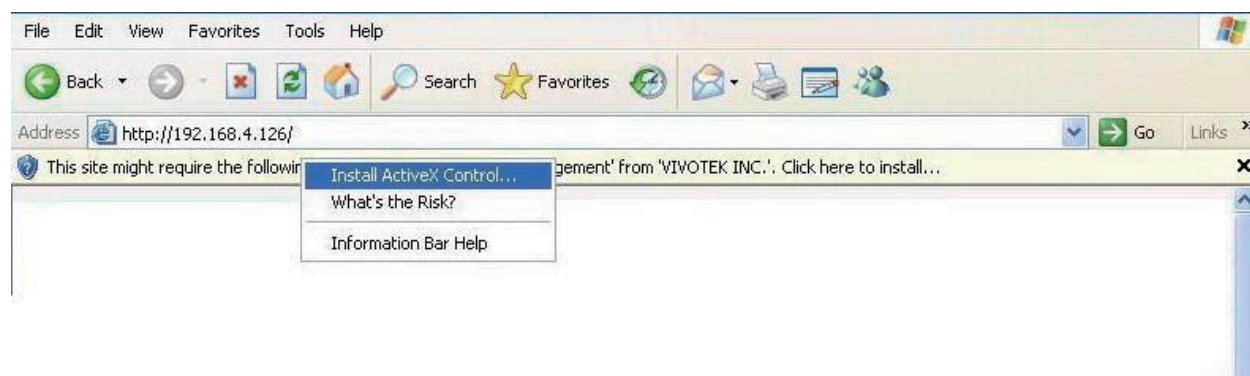 File Edit View Favorites Tools Help
Back Search Favorites
Address http://192.168.4.126/ Go Links »
This site might require the following gement' from 'VIVOTEK INC.'. Click here to install...
Install ActiveX Control...
What's the Risk?
Information Bar Help